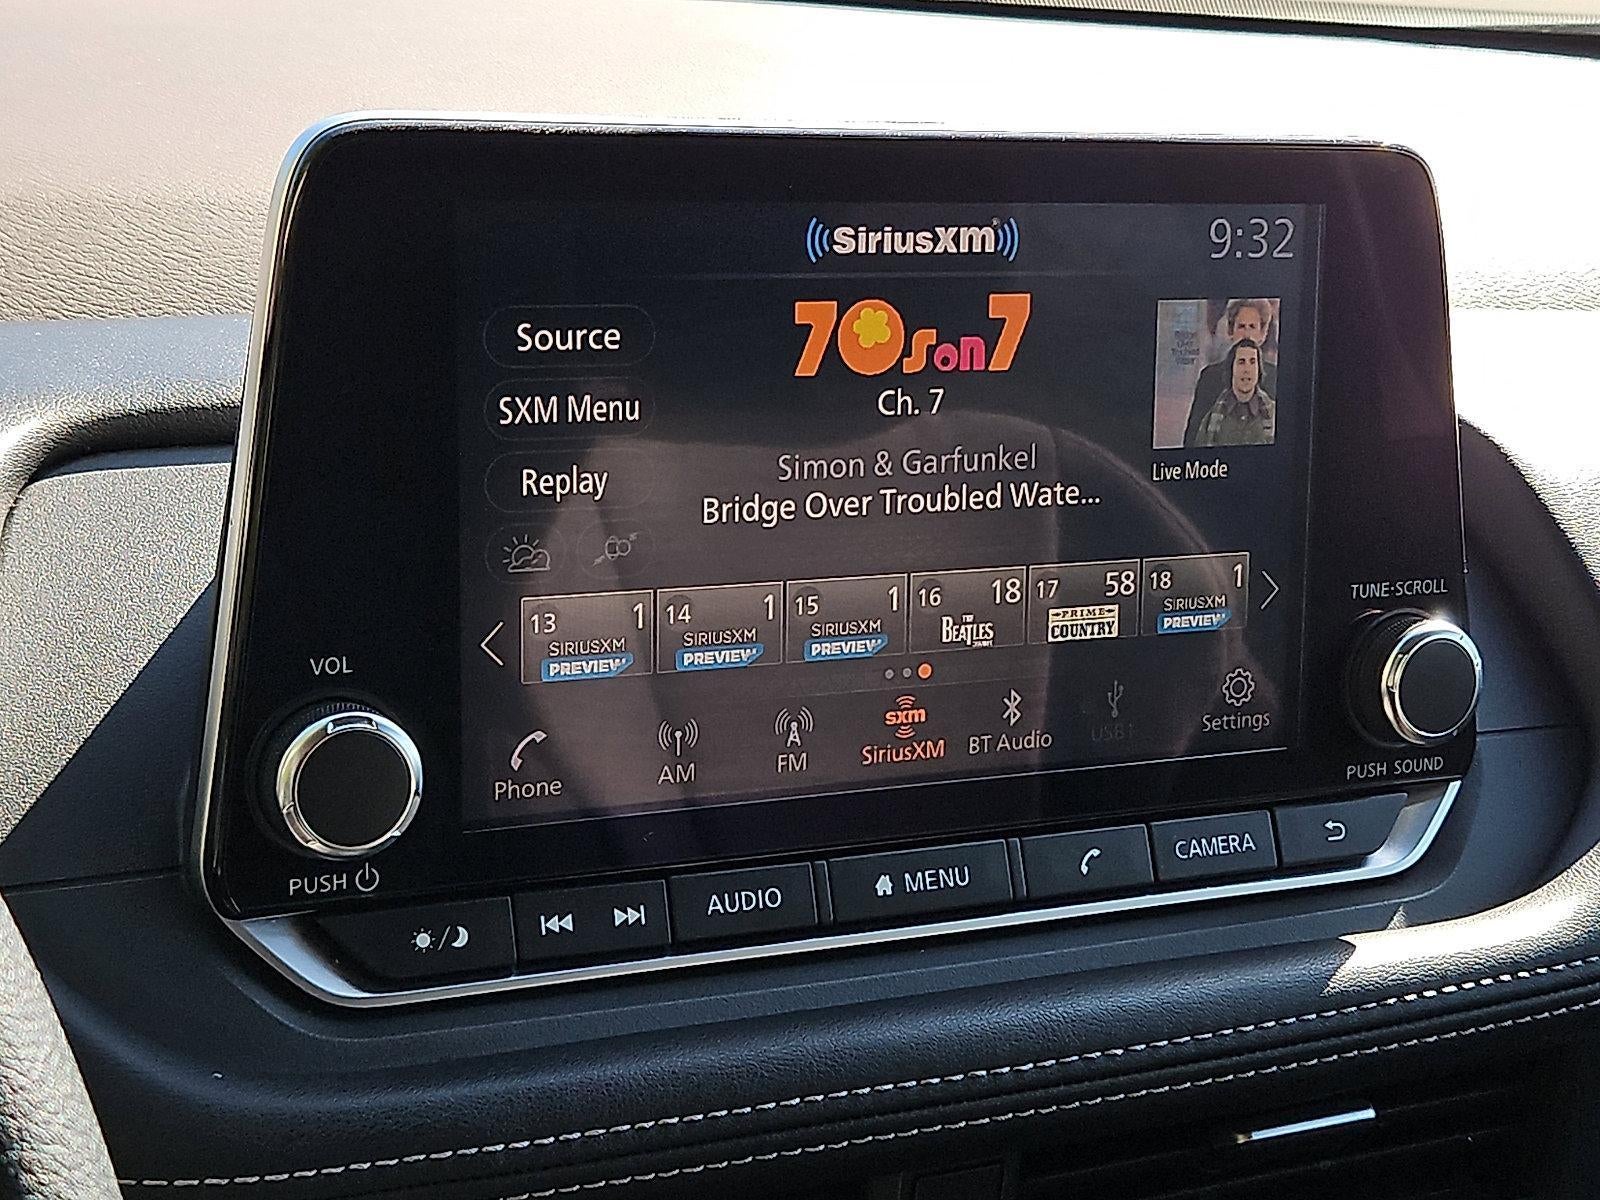 SiriusXM
9:32
Source
70s on 7
SXM Menu
Ch. 7
Replay
Simon & Garfunkel
Bridge Over Troubled Wate...
Live Mode
13 1 SIRIUSXM PREVIEW
14 1 SIRIUSXM PREVIEW
15 1 SIRIUSXM PREVIEW
16 18 THE BEATLES
17 58 PRIME COUNTRY
18 1 SIRIUSXM PREVIEW
Phone
AM
FM
sxm
SiriusXM
BT Audio
USB1
Settings
VOL
PUSH
TUNE·SCROLL
PUSH SOUND
AUDIO
MENU
CAMERA